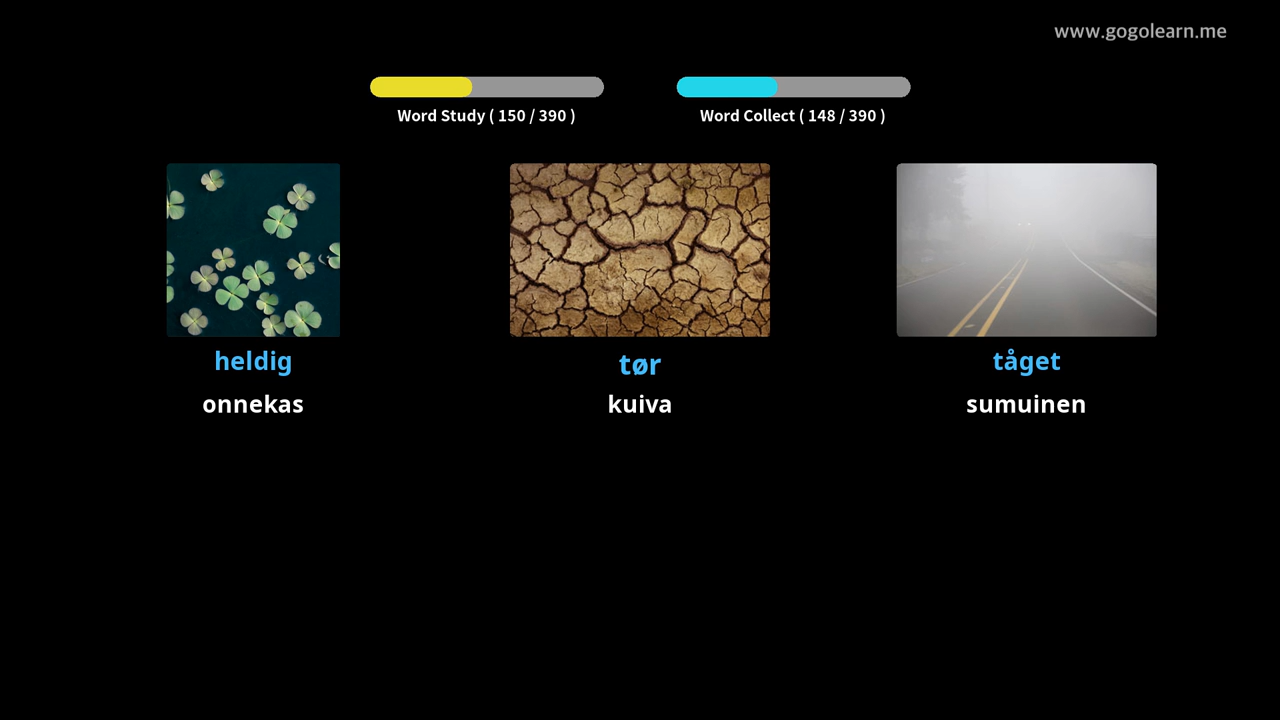 www.gogolearn.me
Word Study ( 150 / 390 )
Word Collect ( 148 / 390 )
heldig
tør
tåget
onnekas
kuiva
sumuinen